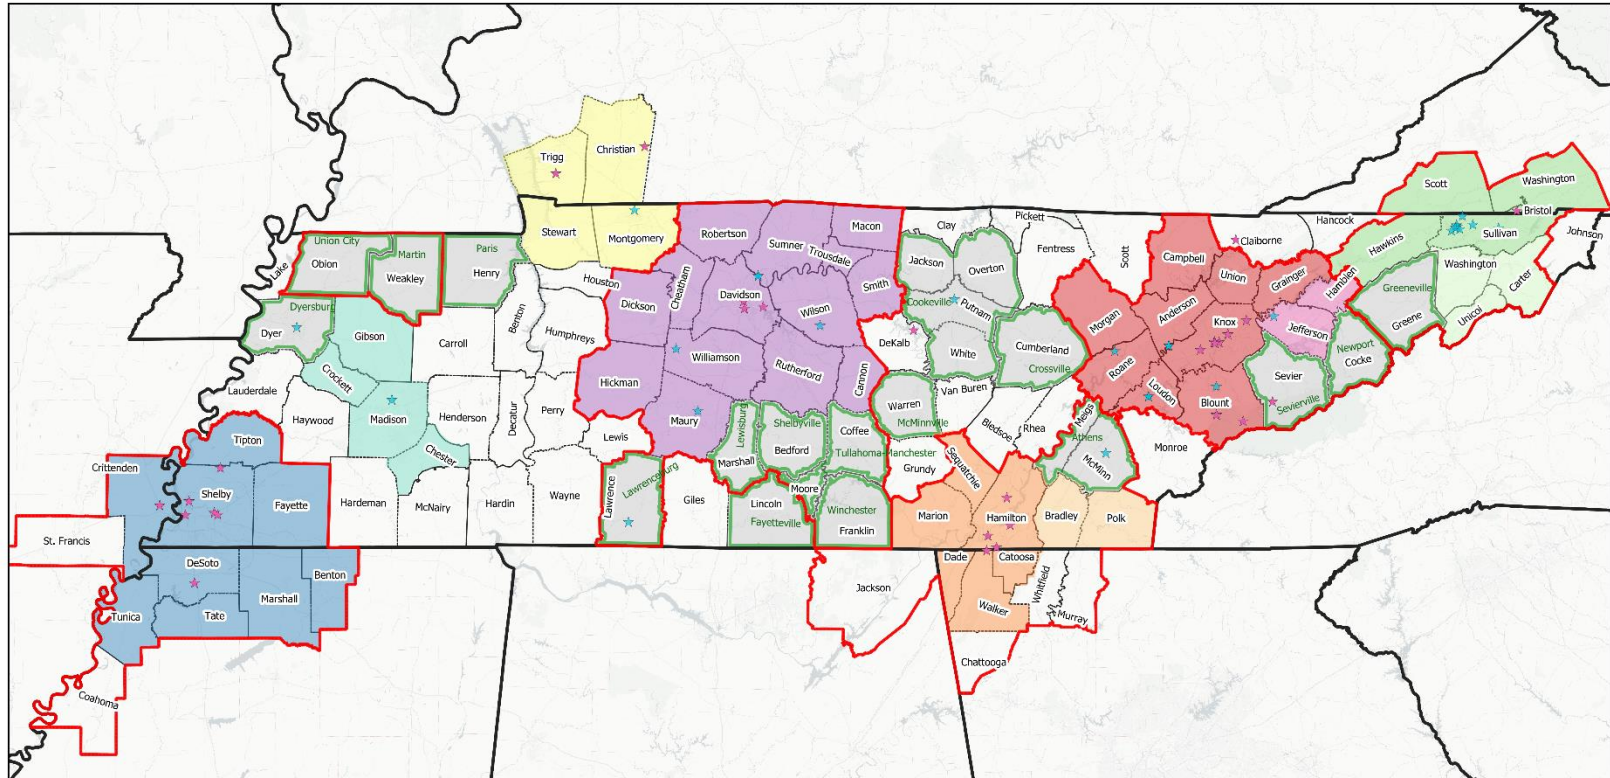 Trigg
Christian
Stewart
Montgomery
Scott
Washington
Bristol
Sullivan
Hawkins
Hancock
Claiborne
Johnson
Washington
Carter
Unicoi
Greeneville
Greene
Hamblen
Jefferson
Newport
Cocke
Sevier
Sevierville
Campbell
Union
Grainger
Anderson
Knox
Morgan
Roane
Loudon
Blount
Scott
Pickett
Clay
Fentress
Jackson
Overton
Cookeville
Putnam
White
Cumberland
Crossville
DeKalb
Van Buren
Warren
McMinnville
Bledsoe
Rhea
Meigs
Athens
McMinn
Monroe
Robertson
Sumner
Macon
Trousdale
Smith
Cheatham
Davidson
Dickson
Wilson
Williamson
Rutherford
Cannon
Hickman
Maury
Lewisburg
Marshall
Shelbyville
Bedford
Coffee
Tullahoma-Manchester
Grundy
Sequatchie
Moore
Lincoln
Fayetteville
Winchester
Franklin
Marion
Hamilton
Bradley
Polk
Dade
Catoosa
Whitfield
Murray
Walker
Chattooga
Jackson
Union City
Obion
Lake
Martin
Weakley
Paris
Henry
Houston
Benton
Humphreys
Dyersburg
Dyer
Gibson
Carroll
Crockett
Lauderdale
Haywood
Madison
Henderson
Decatur
Perry
Lewis
Chester
Tipton
Crittenden
Shelby
Fayette
Hardeman
McNairy
Hardin
Wayne
Lawrence
Lawrenceburg
Giles
St. Francis
DeSoto
Benton
Marshall
Tunica
Tate
Coahoma